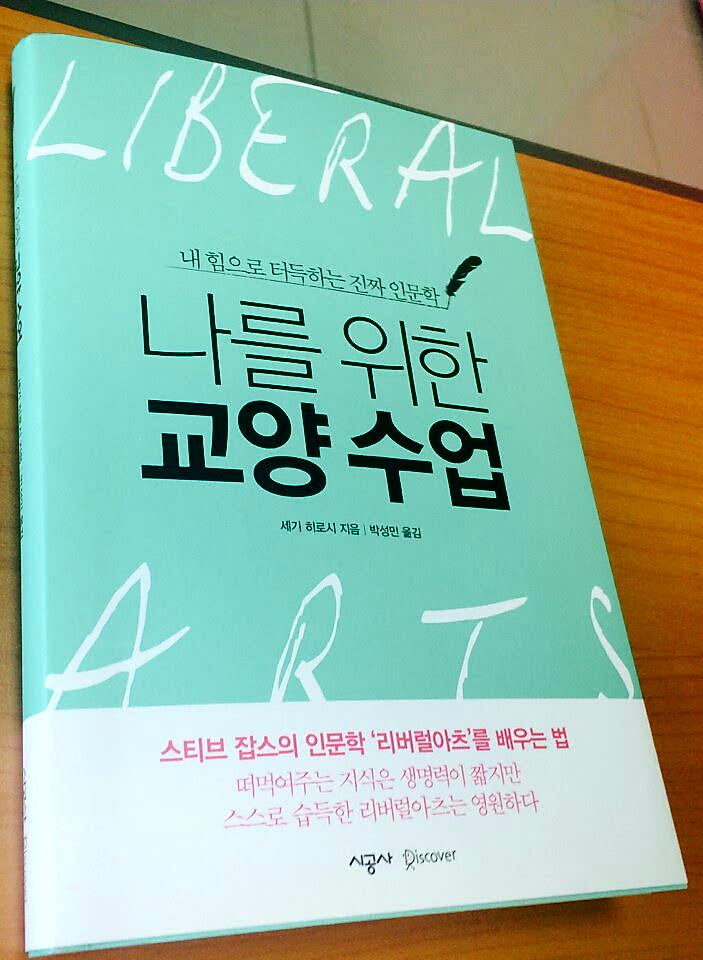 LIBERAL
내 힘으로 터득하는 진짜 인문학
나를 위한
교양 수업
세기 히로시 지음 | 박성민 옮김
ARTS
스티브 잡스의 인문학 ‘리버럴아츠’를 배우는 법
떠먹여주는 지식은 생명력이 짧지만
스스로 습득한 리버럴아츠는 영원하다
시공사 Discover